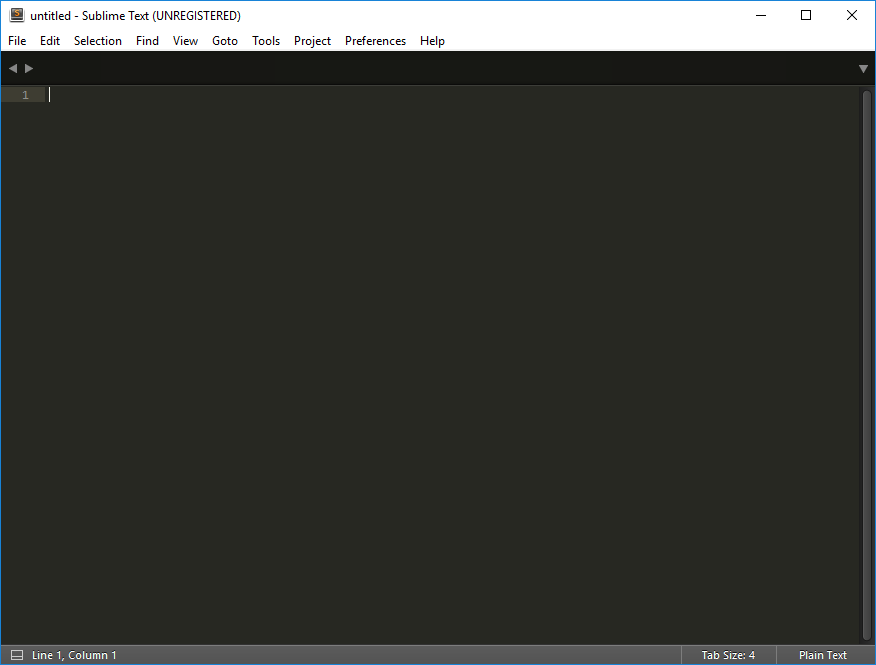 untitled - Sublime Text (UNREGISTERED)
File Edit Selection Find View Goto Tools Project Preferences Help
1
Line 1, Column 1 Tab Size: 4 Plain Text